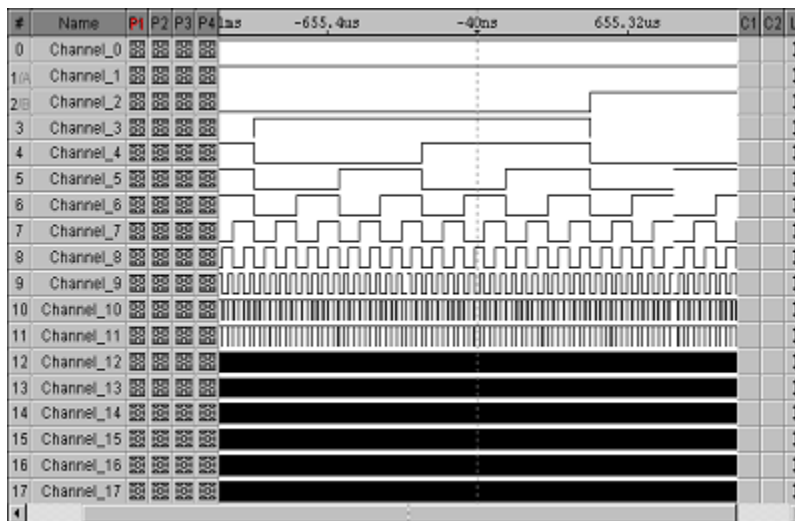 # Name P1 P2 P3 P4 1ms -655.4us -40ns 655.32us C1 C2
0 Channel_0
1(A Channel_1
2(B Channel_2
3 Channel_3
4 Channel_4
5 Channel_5
6 Channel_6
7 Channel_7
8 Channel_8
9 Channel_9
10 Channel_10
11 Channel_11
12 Channel_12
13 Channel_13
14 Channel_14
15 Channel_15
16 Channel_16
17 Channel_17